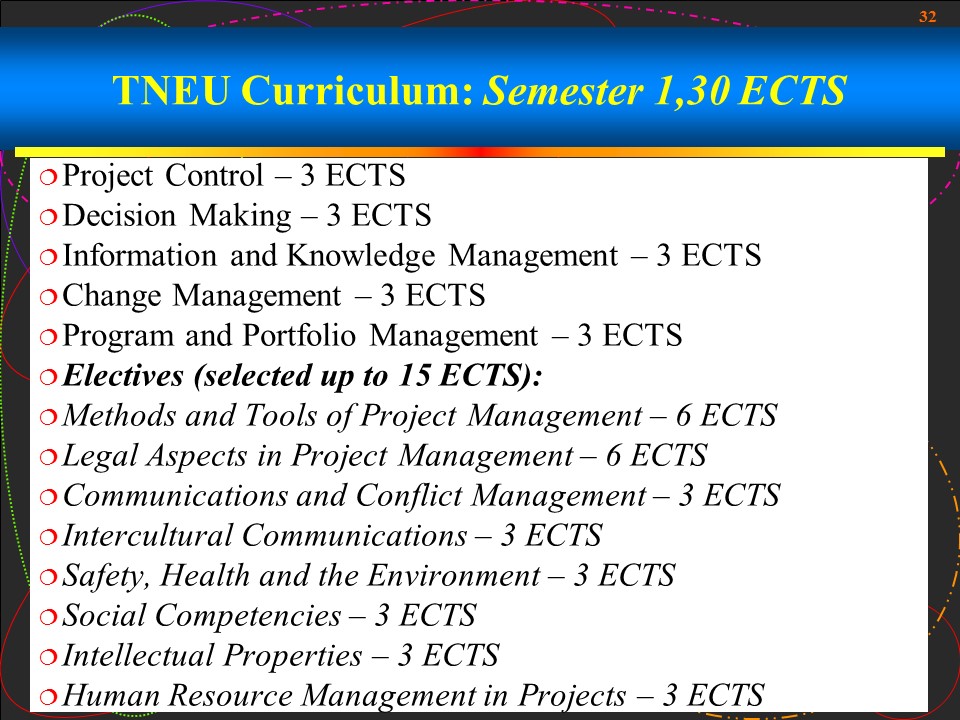 32
TNEU Curriculum: Semester 1,30 ECTS
Project Control – 3 ECTS
Decision Making – 3 ECTS
Information and Knowledge Management – 3 ECTS
Change Management – 3 ECTS
Program and Portfolio Management – 3 ECTS
Electives (selected up to 15 ECTS):
Methods and Tools of Project Management – 6 ECTS
Legal Aspects in Project Management – 6 ECTS
Communications and Conflict Management – 3 ECTS
Intercultural Communications – 3 ECTS
Safety, Health and the Environment – 3 ECTS
Social Competencies – 3 ECTS
Intellectual Properties – 3 ECTS
Human Resource Management in Projects – 3 ECTS